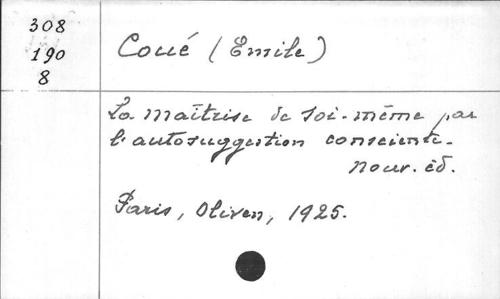 308
190
8
Coué (Emile)
La maîtrise de soi-même par
l'autosuggestion consciente.
nouv. éd.
Paris, Oliven, 1925.